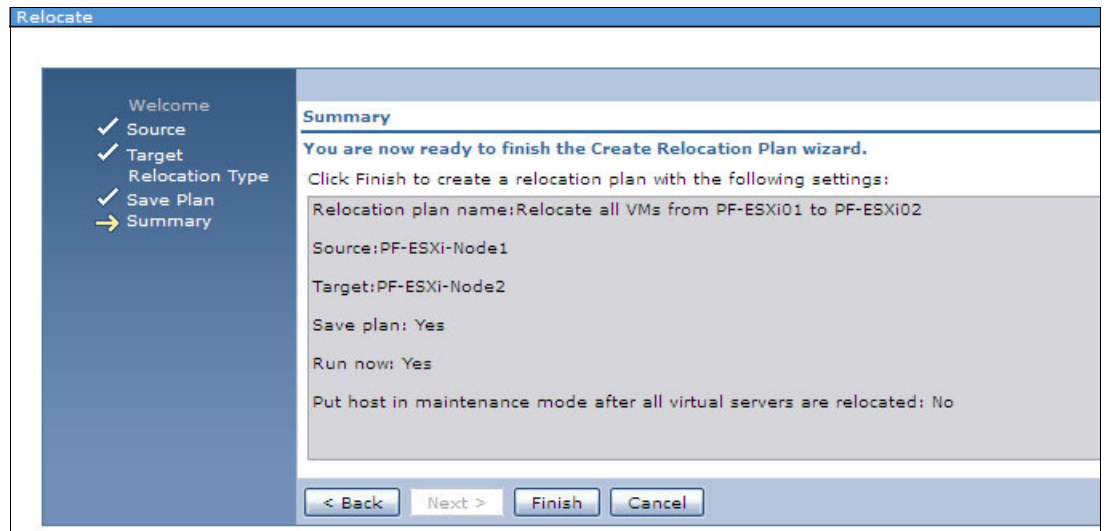 Relocate
Welcome
Source
Target
Relocation Type
Save Plan
Summary
Summary
You are now ready to finish the Create Relocation Plan wizard.
Click Finish to create a relocation plan with the following settings:
Relocation plan name:Relocate all VMs from PF-ESXi01 to PF-ESXi02
Source:PF-ESXi-Node1
Target:PF-ESXi-Node2
Save plan: Yes
Run now: Yes
Put host in maintenance mode after all virtual servers are relocated: No
< Back Next > Finish Cancel